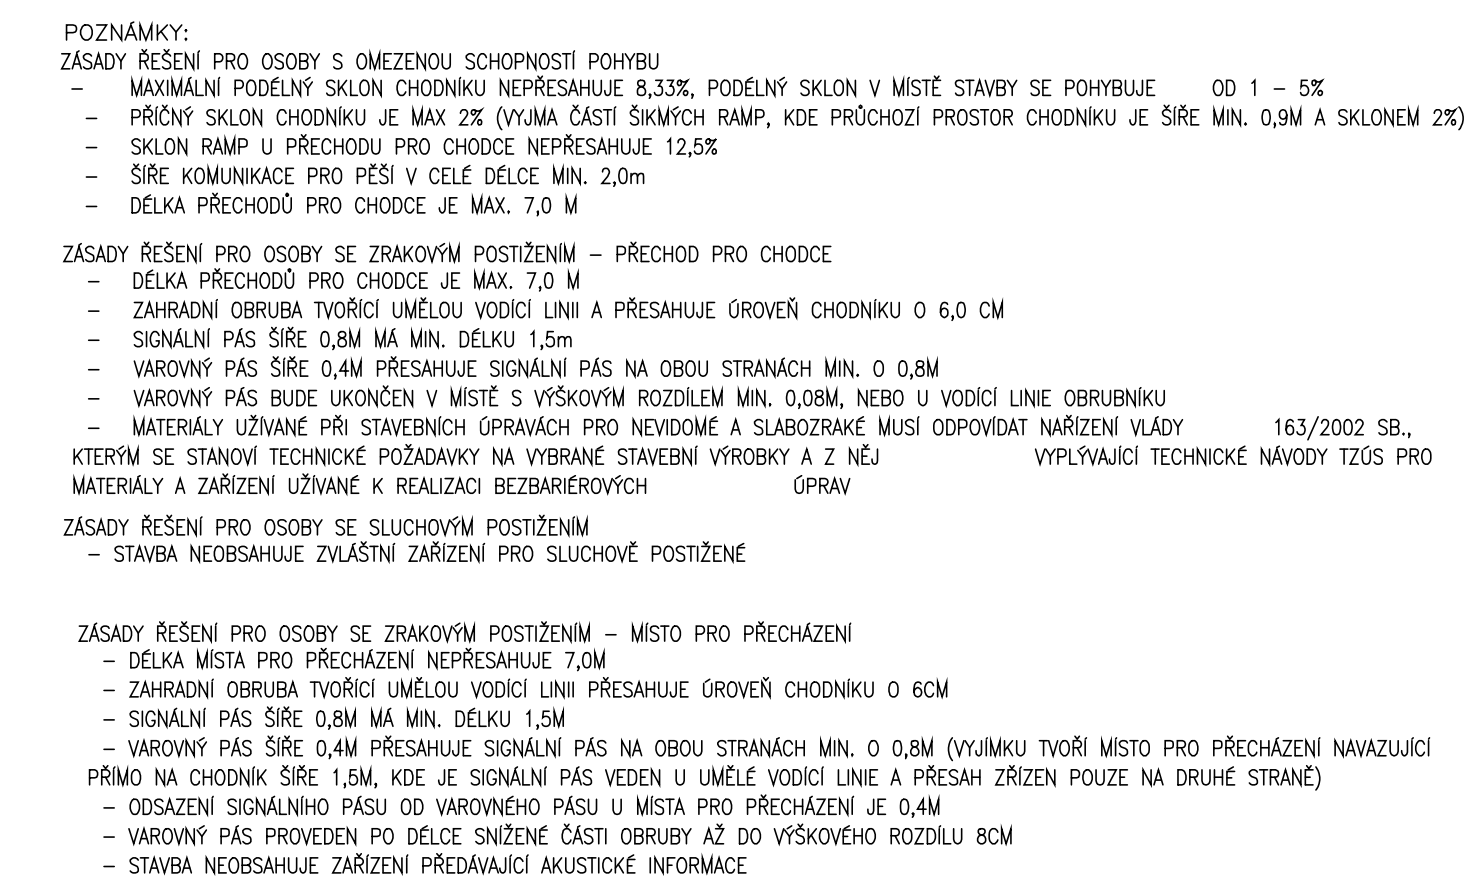 POZNÁMKY:
ZÁSADY ŘEŠENÍ PRO OSOBY S OMEZENOU SCHOPNOSTÍ POHYBU
– MAXIMÁLNÍ PODÉLNÝ SKLON CHODNÍKU NEPŘESAHUJE 8,33%, PODÉLNÝ SKLON V MÍSTĚ STAVBY SE POHYBUJE OD 1 – 5%
– PŘÍČNÝ SKLON CHODNÍKU JE MAX 2% (VYJMA ČÁSTÍ ŠIKMÝCH RAMP, KDE PRŮCHOZÍ PROSTOR CHODNÍKU JE ŠÍŘE MIN. 0,9M A SKLONEM 2%)
– SKLON RAMP U PŘECHODU PRO CHODCE NEPŘESAHUJE 12,5%
– ŠÍŘE KOMUNIKACE PRO PĚŠÍ V CELÉ DÉLCE MIN. 2,0m
– DÉLKA PŘECHODŮ PRO CHODCE JE MAX. 7,0 M
ZÁSADY ŘEŠENÍ PRO OSOBY SE ZRAKOVÝM POSTIŽENÍM – PŘECHOD PRO CHODCE
– DÉLKA PŘECHODŮ PRO CHODCE JE MAX. 7,0 M
– ZAHRADNÍ OBRUBA TVOŘÍCÍ UMĚLOU VODÍCÍ LINII A PŘESAHUJE ÚROVEŇ CHODNÍKU O 6,0 CM
– SIGNÁLNÍ PÁS ŠÍŘE 0,8M MÁ MIN. DÉLKU 1,5m
– VAROVNÝ PÁS ŠÍŘE 0,4M PŘESAHUJE SIGNÁLNÍ PÁS NA OBOU STRANÁCH MIN. O 0,8M
– VAROVNÝ PÁS BUDE UKONČEN V MÍSTĚ S VÝŠKOVÝM ROZDÍLEM MIN. 0,08M, NEBO U VODÍCÍ LINIE OBRUBNÍKU
– MATERIÁLY UŽÍVANÉ PŘI STAVEBNÍCH ÚPRAVÁCH PRO NEVIDOMÉ A SLABOZRAKÉ MUSÍ ODPOVÍDAT NAŘÍZENÍ VLÁDY 163/2002 SB.,
KTERÝM SE STANOVÍ TECHNICKÉ POŽADAVKY NA VYBRANÉ STAVEBNÍ VÝROBKY A Z NĚJ VYPLÝVAJÍCÍ TECHNICKÉ NÁVODY TZÚS PRO
MATERIÁLY A ZAŘÍZENÍ UŽÍVANÉ K REALIZACI BEZBARIÉROVÝCH ÚPRAV
ZÁSADY ŘEŠENÍ PRO OSOBY SE SLUCHOVÝM POSTIŽENÍM
– STAVBA NEOBSAHUJE ZVLÁŠTNÍ ZAŘÍZENÍ PRO SLUCHOVĚ POSTIŽENÉ
ZÁSADY ŘEŠENÍ PRO OSOBY SE ZRAKOVÝM POSTIŽENÍM – MÍSTO PRO PŘECHÁZENÍ
– DÉLKA MÍSTA PRO PŘECHÁZENÍ NEPŘESAHUJE 7,0M
– ZAHRADNÍ OBRUBA TVOŘÍCÍ UMĚLOU VODÍCÍ LINII PŘESAHUJE ÚROVEŇ CHODNÍKU O 6CM
– SIGNÁLNÍ PÁS ŠÍŘE 0,8M MÁ MIN. DÉLKU 1,5M
– VAROVNÝ PÁS ŠÍŘE 0,4M PŘESAHUJE SIGNÁLNÍ PÁS NA OBOU STRANÁCH MIN. O 0,8M (VYJÍMKU TVOŘÍ MÍSTO PRO PŘECHÁZENÍ NAVAZUJÍCÍ
PŘÍMO NA CHODNÍK ŠÍŘE 1,5M, KDE JE SIGNÁLNÍ PÁS VEDEN U UMĚLÉ VODÍCÍ LINIE A PŘESAH ZŘÍZEN POUZE NA DRUHÉ STRANĚ)
– ODSAZENÍ SIGNÁLNÍHO PÁSU OD VAROVNÉHO PÁSU U MÍSTA PRO PŘECHÁZENÍ JE 0,4M
– VAROVNÝ PÁS PROVEDEN PO DÉLCE SNÍŽENÉ ČÁSTI OBRUBY AŽ DO VÝŠKOVÉHO ROZDÍLU 8CM
– STAVBA NEOBSAHUJE ZAŘÍZENÍ PŘEDÁVAJÍCÍ AKUSTICKÉ INFORMACE